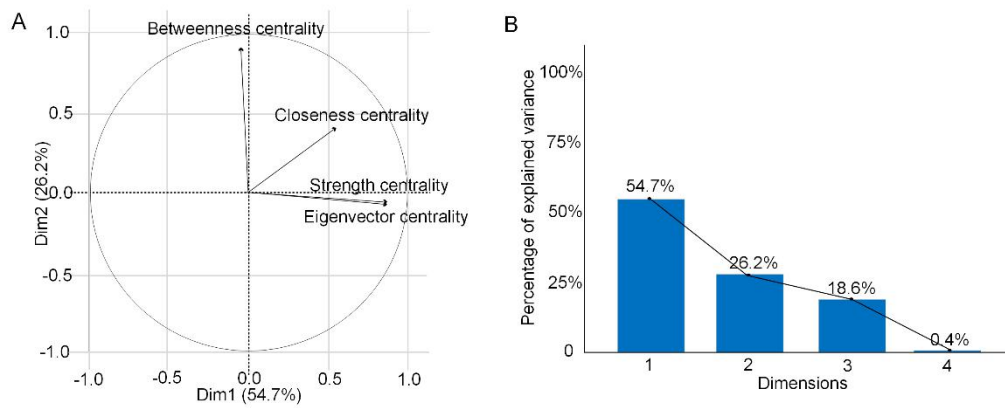 A
Betweenness centrality
Closeness centrality
Strength centrality
Eigenvector centrality
1.0
0.5
0.0
-0.5
-1.0
Dim2 (26.2%)
-1.0
-0.5
0.0
0.5
1.0
Dim1 (54.7%)
B
100%
75%
50%
25%
0
Percentage of explained variance
54.7%
26.2%
18.6%
0.4%
1
2
3
4
Dimensions